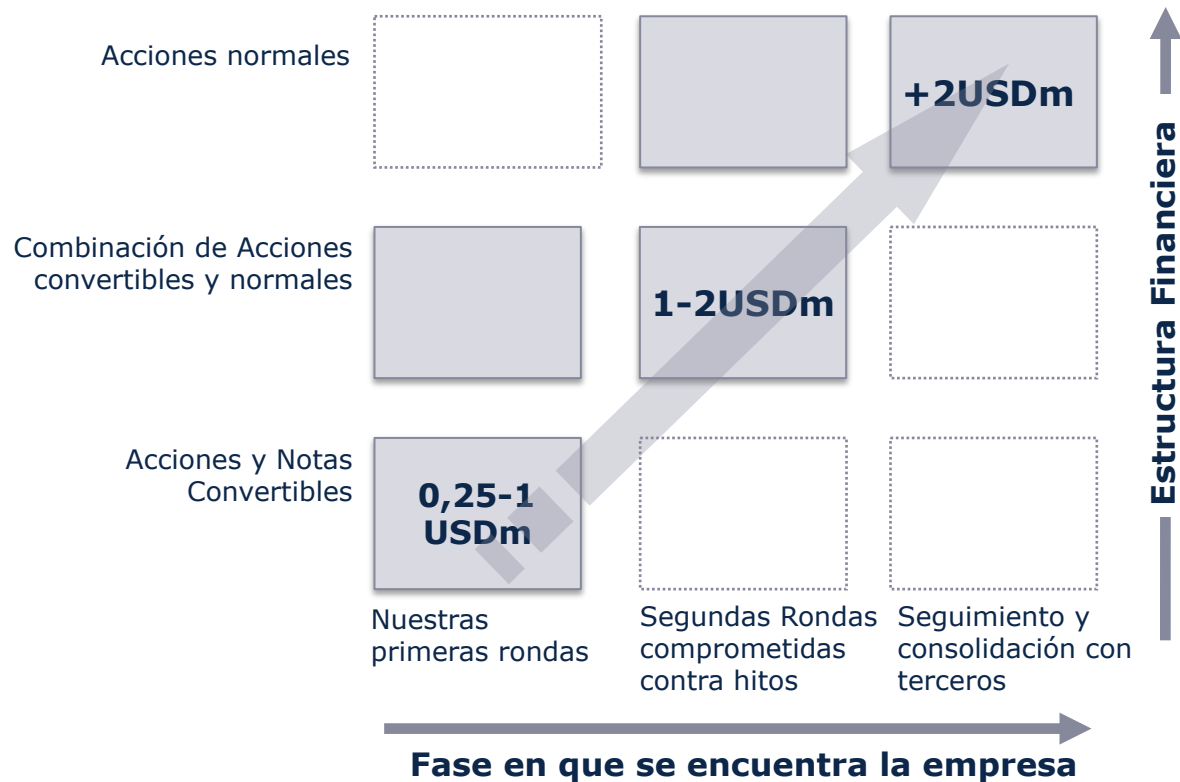 Acciones normales
+2USDm
Combinación de Acciones
convertibles y normales
1-2USDm
Acciones y Notas
Convertibles
0,25-1
USDm
Nuestras
primeras rondas
Segundas Rondas
comprometidas
contra hitos
Seguimiento y
consolidación con
terceros
Estructura Financiera
Fase en que se encuentra la empresa